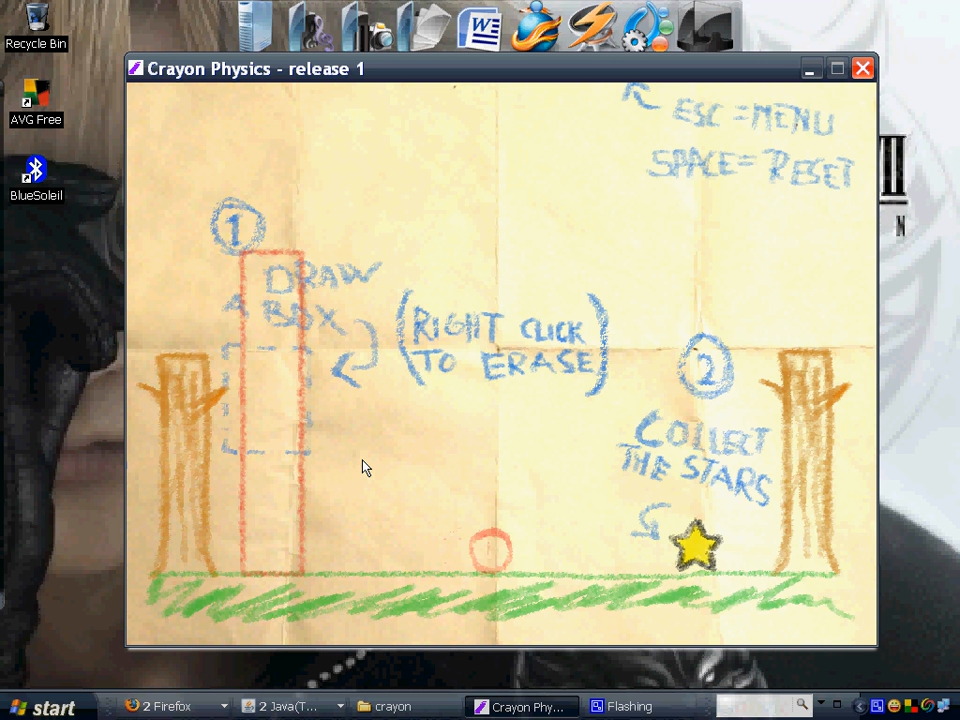 Recycle Bin
AVG Free
BlueSoleil
Crayon Physics - release 1
ESC = MENU
SPACE = RESET
1
DRAW
A BOX
(RIGHT CLICK
TO ERASE)
2
COLLECT
THE STARS
N
start
2 Firefox
2 Java(T...
crayon
Crayon Phy...
Flashing